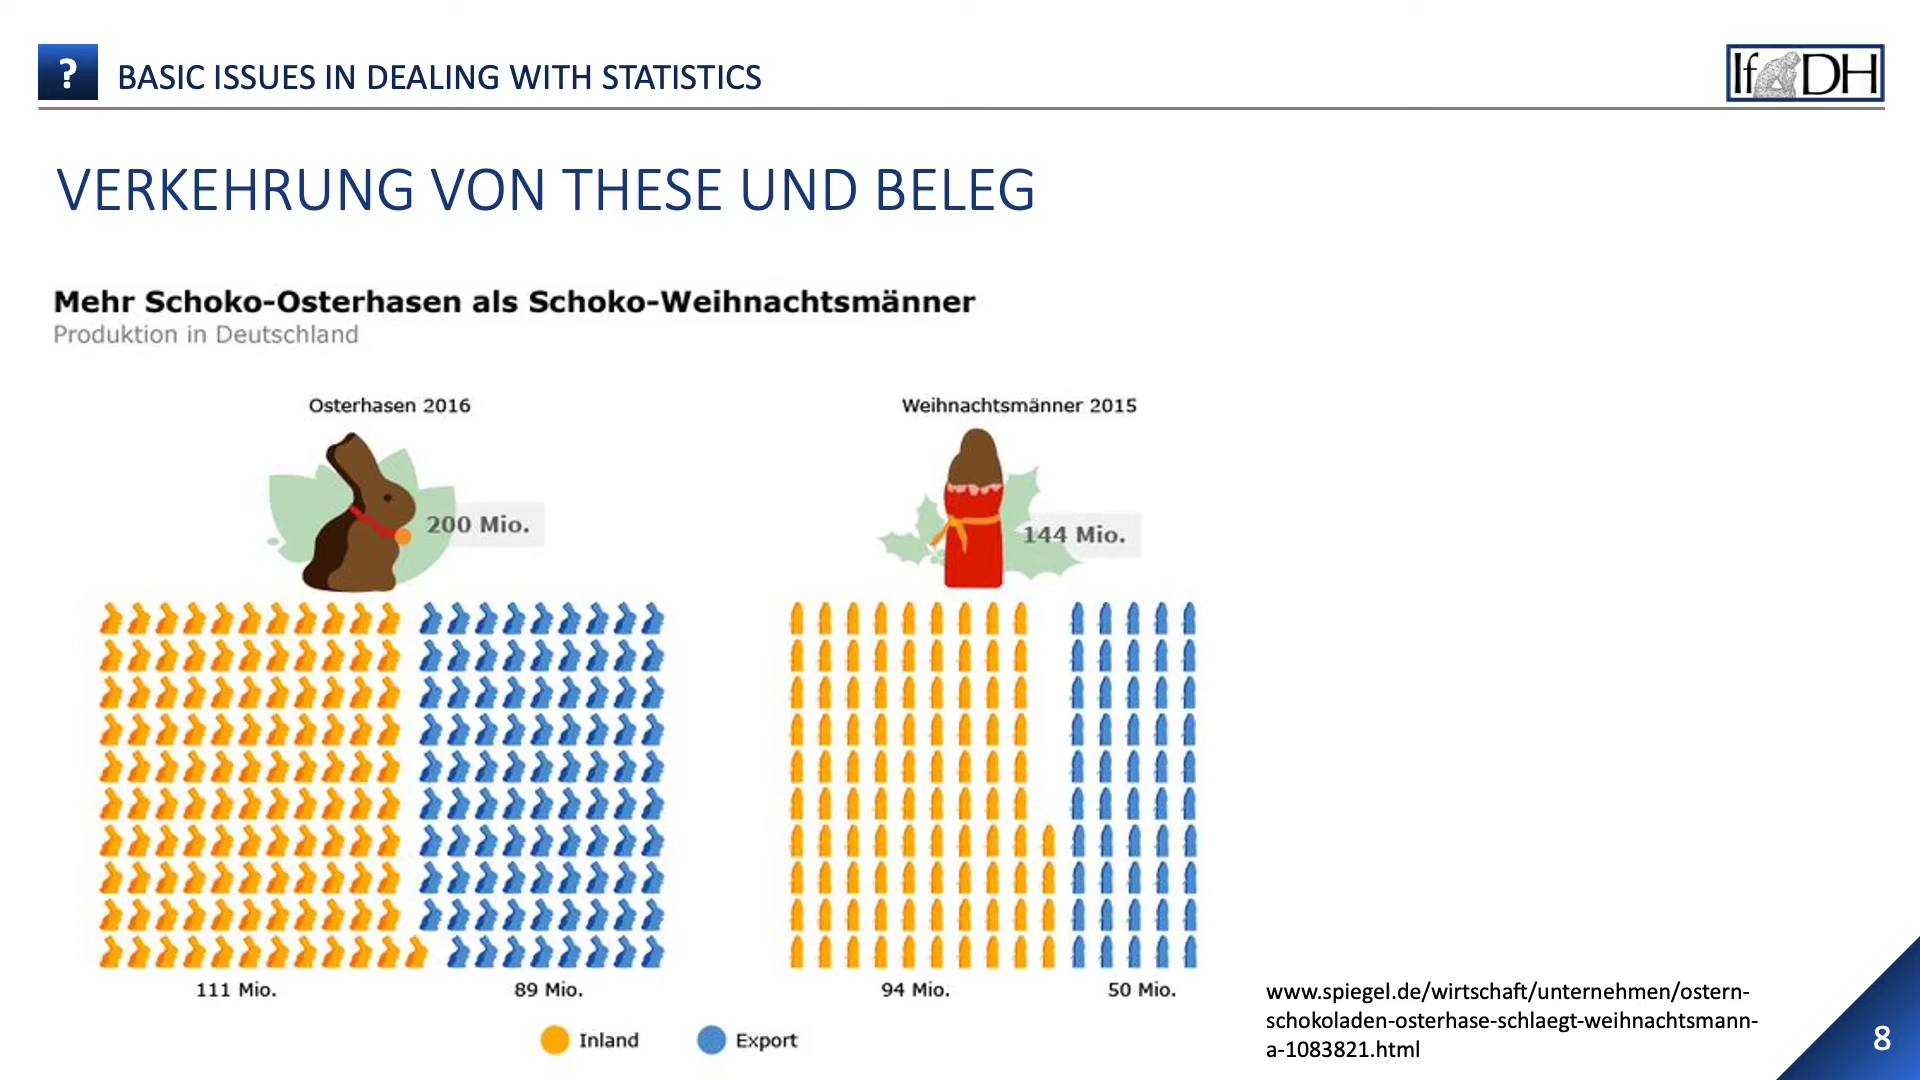 ?
BASIC ISSUES IN DEALING WITH STATISTICS
IfADH
VERKEHRUNG VON THESE UND BELEG
Mehr Schoko-Osterhasen als Schoko-Weihnachtsmänner
Produktion in Deutschland
Osterhasen 2016
200 Mio.
111 Mio.
89 Mio.
Weihnachtsmänner 2015
144 Mio.
94 Mio.
50 Mio.
Inland
Export
www.spiegel.de/wirtschaft/unternehmen/ostern-
schokoladen-osterhase-schlaegt-weihnachtsmann-
a-1083821.html
8